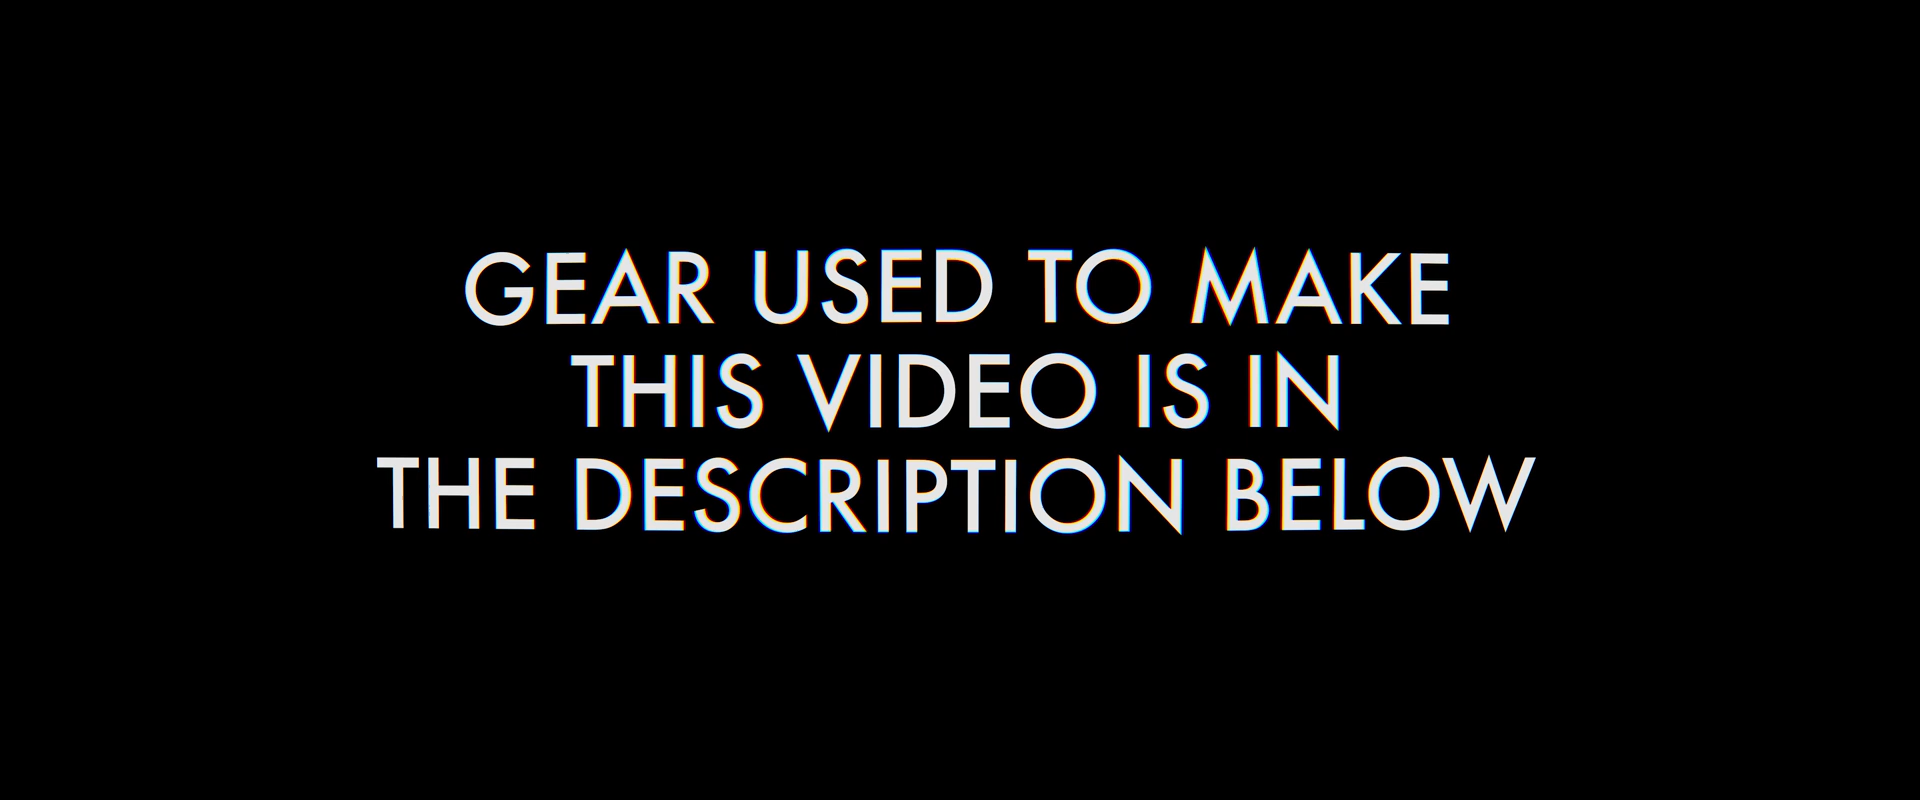 GEAR USED TO MAKE
THIS VIDEO IS IN
THE DESCRIPTION BELOW